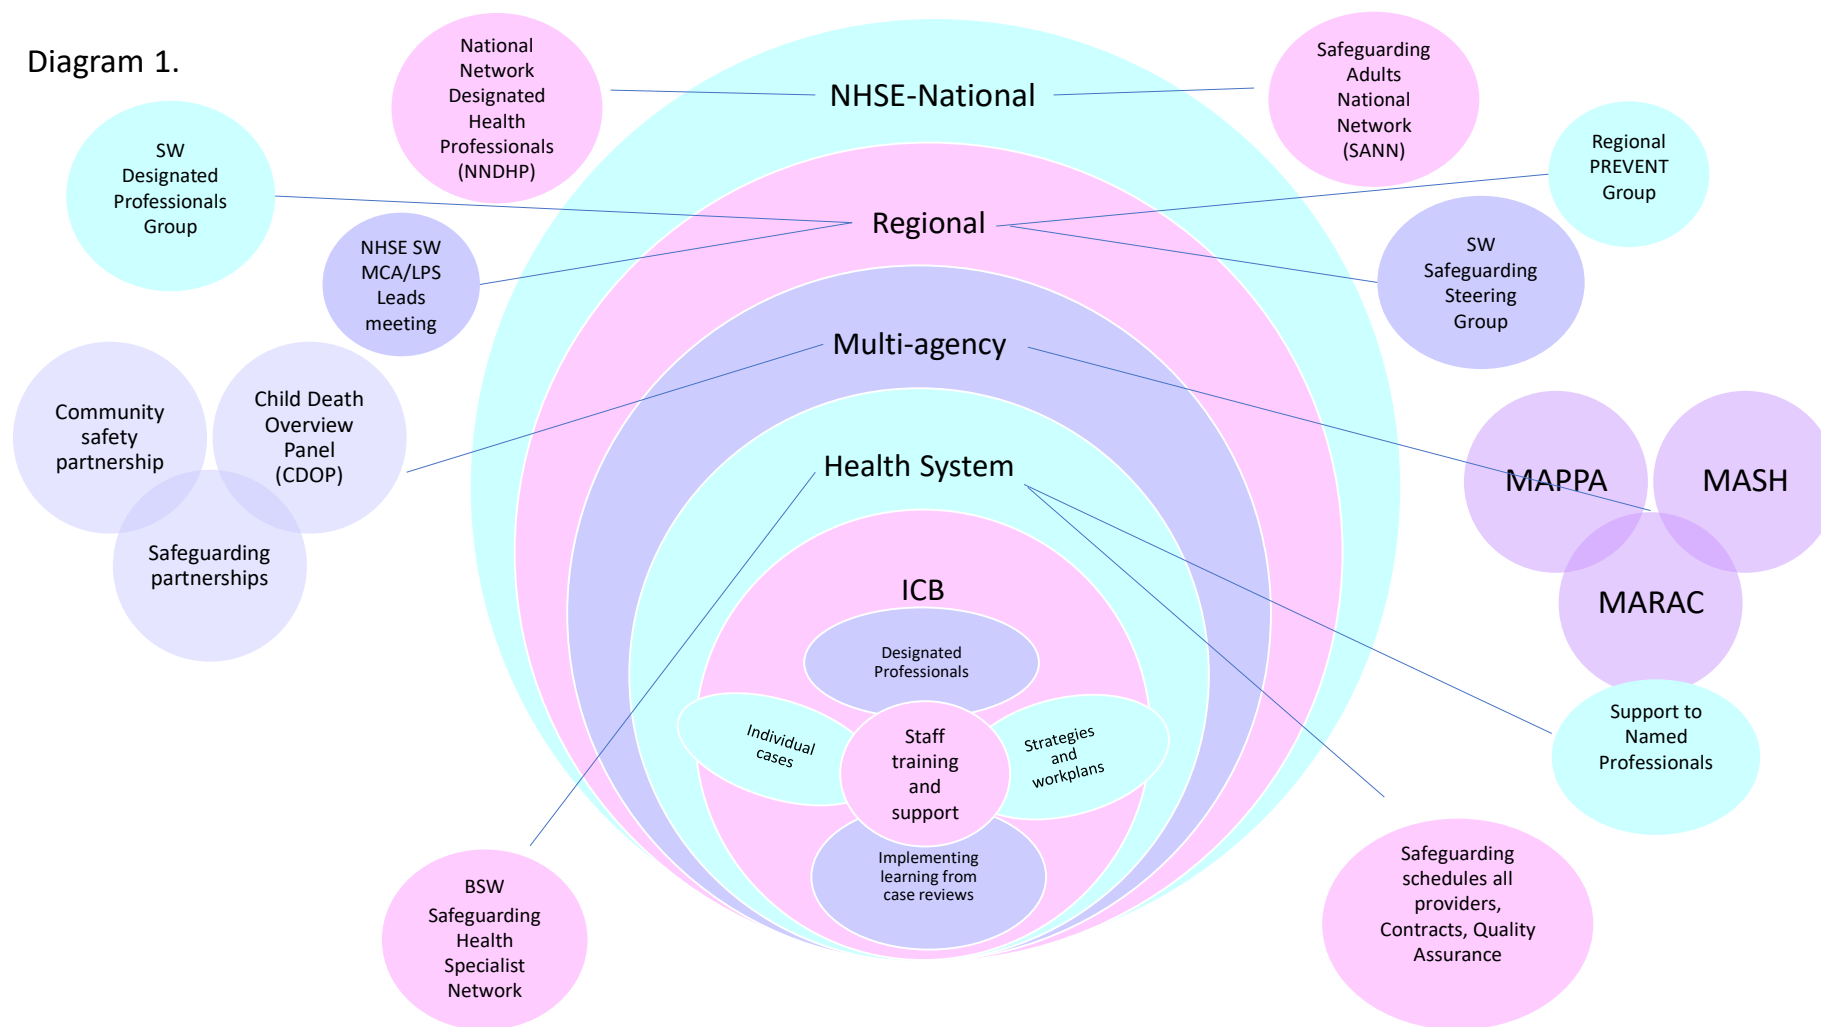 Diagram 1.
National
Network
Designated
Health
Professionals
(NNDHP)
NHSE-National
Safeguarding
Adults
National
Network
(SANN)
SW
Designated
Professionals
Group
Regional
PREVENT
Group
Regional
NHSE SW
MCA/LPS
Leads
meeting
SW
Safeguarding
Steering
Group
Multi-agency
Community
safety
partnership
Child Death
Overview
Panel
(CDOP)
Safeguarding
partnerships
MAPPA
MASH
MARAC
Health System
ICB
Designated
Professionals
Individual
cases
Staff
training
and
support
Strategies
and
workplans
Implementing
learning from
case reviews
Support to
Named
Professionals
BSW
Safeguarding
Health
Specialist
Network
Safeguarding
schedules all
providers,
Contracts, Quality
Assurance